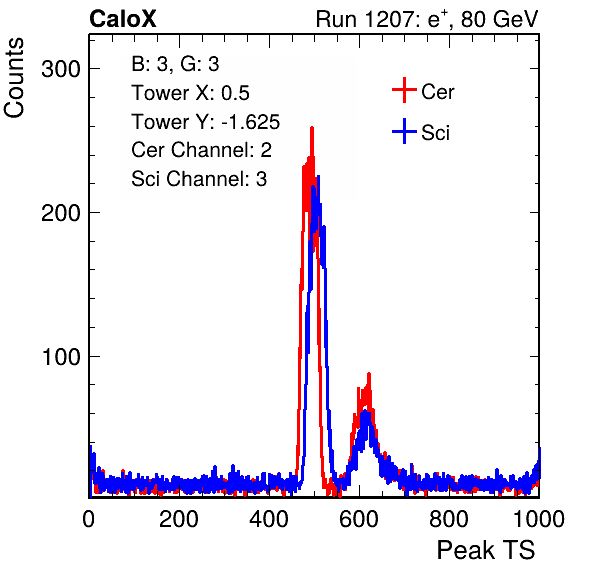 CaloX Run 1207: e+, 80 GeV
Counts
B: 3, G: 3
Tower X: 0.5
Tower Y: -1.625
Cer Channel: 2
Sci Channel: 3
Cer
Sci
300
200
100
0 200 400 600 800 1000
Peak TS